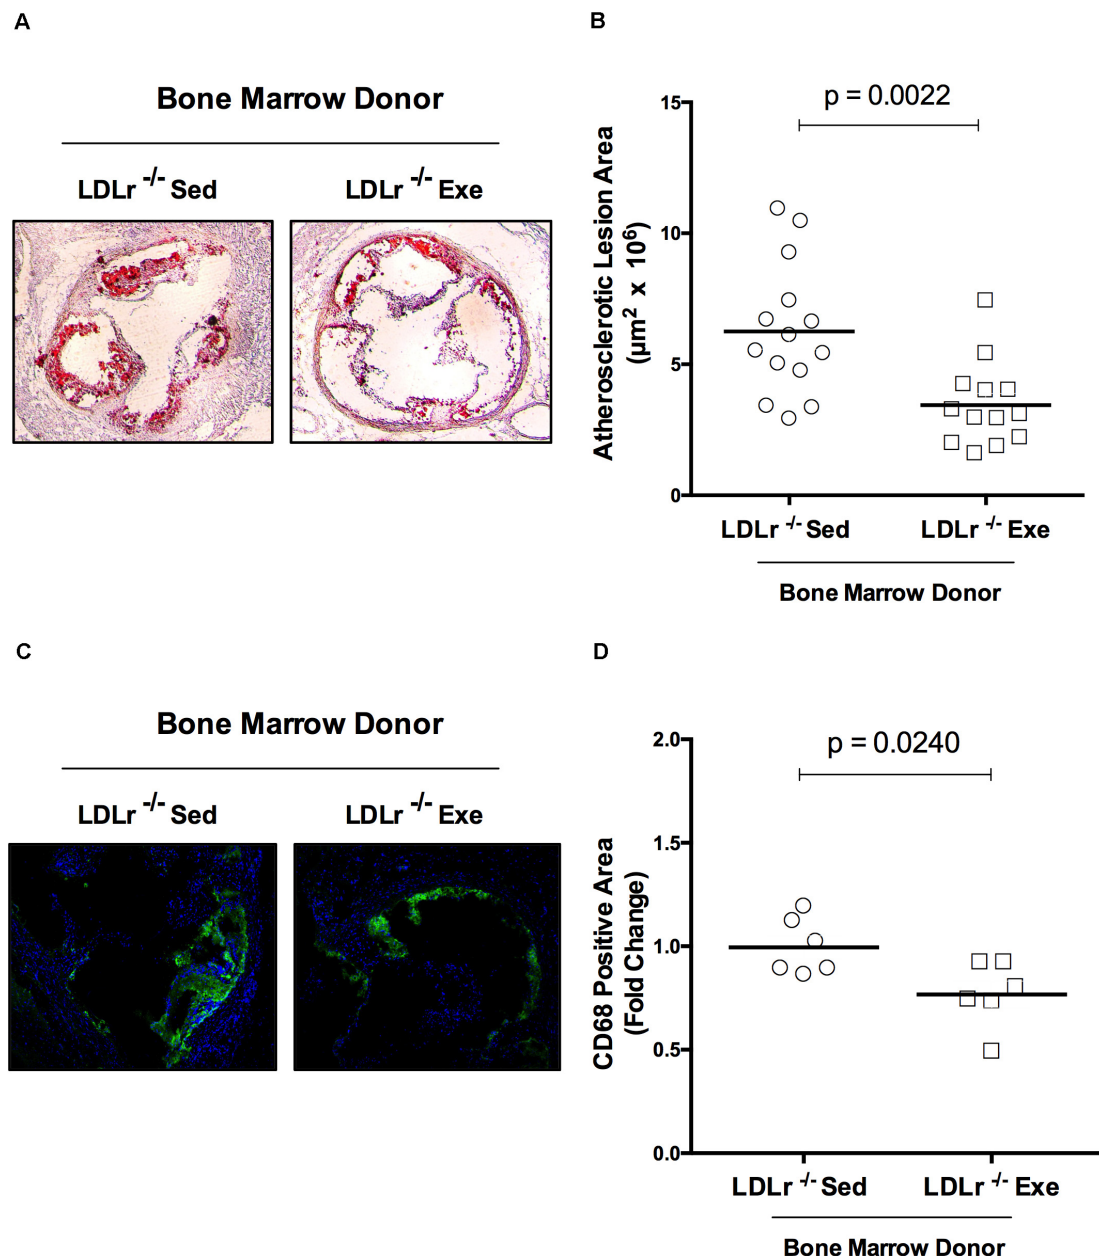 A
Bone Marrow Donor
LDLr -/- Sed
LDLr -/- Exe
B
p = 0.0022
15
10
5
0
Atherosclerotic Lesion Area
(µm² x 10⁶)
LDLr -/- Sed
LDLr -/- Exe
Bone Marrow Donor
C
Bone Marrow Donor
LDLr -/- Sed
LDLr -/- Exe
D
p = 0.0240
2.0
1.5
1.0
0.5
0.0
CD68 Positive Area
(Fold Change)
LDLr -/- Sed
LDLr -/- Exe
Bone Marrow Donor